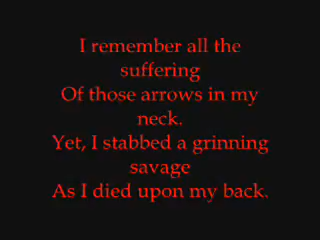 I remember all the
suffering
Of those arrows in my
neck.
Yet, I stabbed a grinning
savage
As I died upon my back.